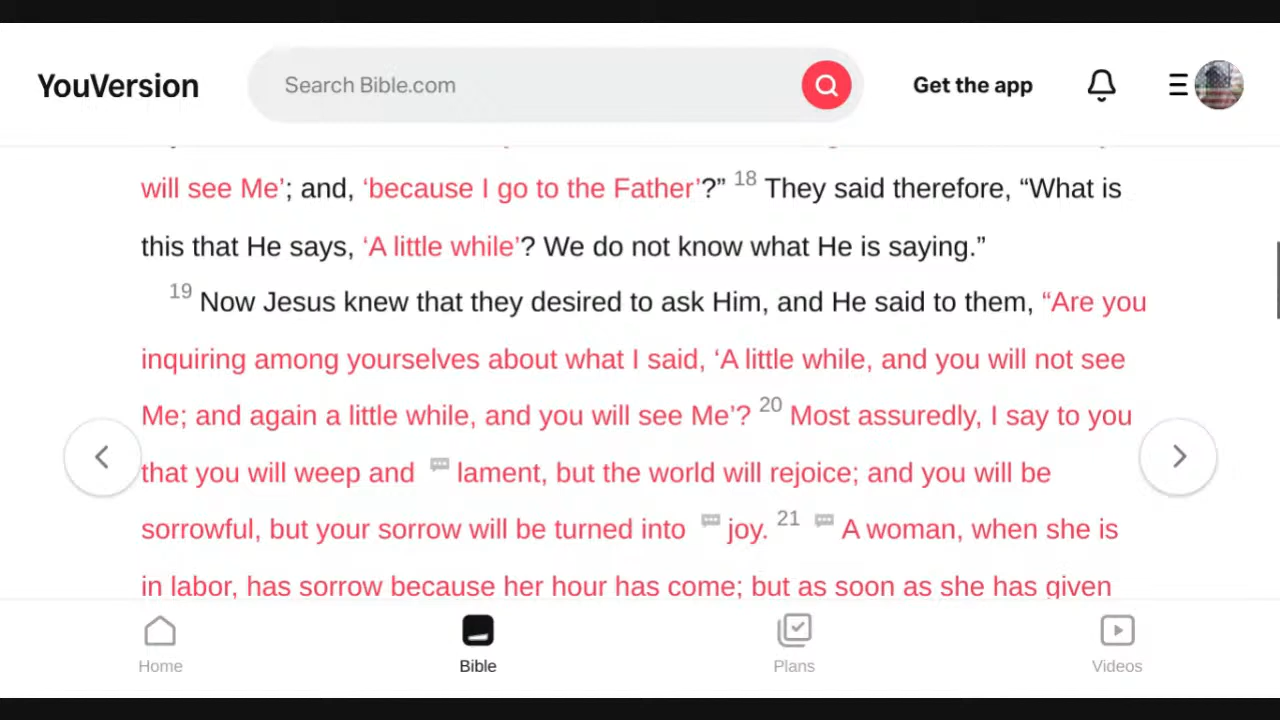 YouVersion
Search Bible.com
Get the app
will see Me’; and, ‘because I go to the Father’?” 18 They said therefore, “What is
this that He says, ‘A little while’? We do not know what He is saying.”
19 Now Jesus knew that they desired to ask Him, and He said to them, “Are you
inquiring among yourselves about what I said, ‘A little while, and you will not see
Me; and again a little while, and you will see Me’? 20 Most assuredly, I say to you
that you will weep and lament, but the world will rejoice; and you will be
sorrowful, but your sorrow will be turned into joy. 21 A woman, when she is
in labor, has sorrow because her hour has come; but as soon as she has given
Home
Bible
Plans
Videos